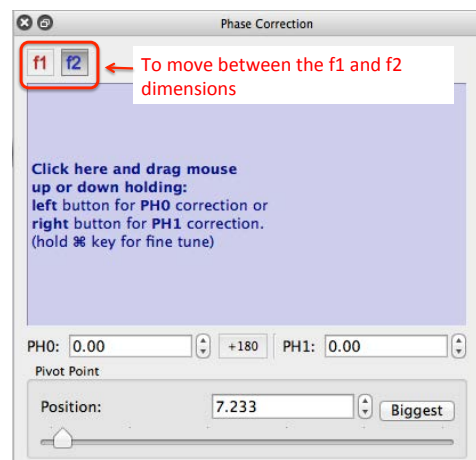 Phase Correction
f1 f2
To move between the f1 and f2
dimensions
Click here and drag mouse
up or down holding:
left button for PH0 correction or
right button for PH1 correction.
(hold ⌘ key for fine tune)
PH0: 0.00 +180 PH1: 0.00
Pivot Point
Position: 7.233 Biggest